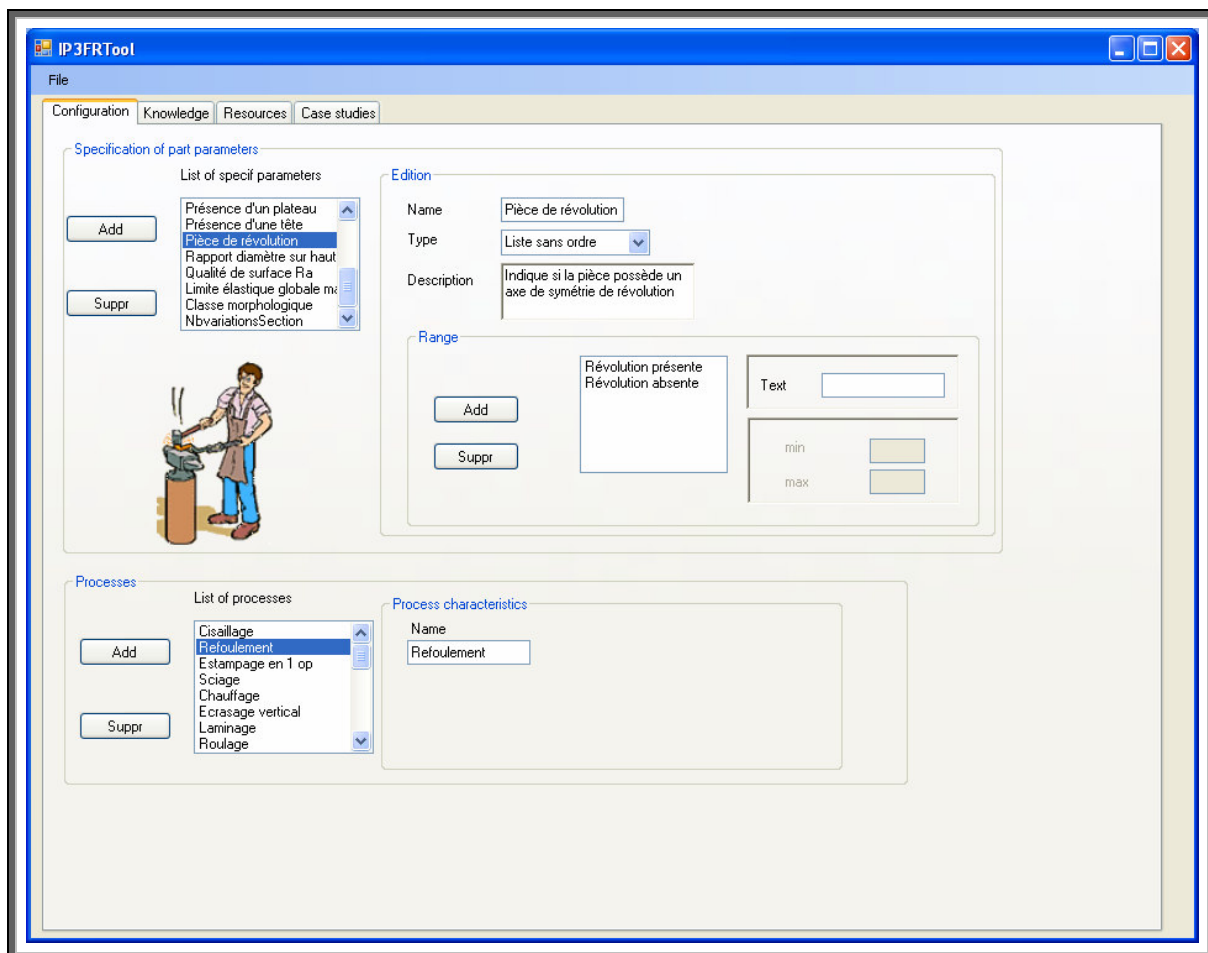 IP3FRTool
File
Configuration Knowledge Resources Case studies
Specification of part parameters
List of specif parameters
Add
Suppr
Présence d'un plateau
Présence d'une tête
Pièce de révolution
Rapport diamètre sur haut
Qualité de surface Ra
Limite élastique globale ma
Classe morphologique
NbvariationsSection
Edition
Name Pièce de révolution
Type Liste sans ordre
Description Indique si la pièce possède un
axe de symétrie de révolution
Range
Add
Suppr
Révolution présente
Révolution absente
Text
min
max
Processes
List of processes
Add
Suppr
Cisaillage
Refoulement
Estampage en 1 op
Sciage
Chauffage
Ecrasage vertical
Laminage
Roulage
Process characteristics
Name
Refoulement